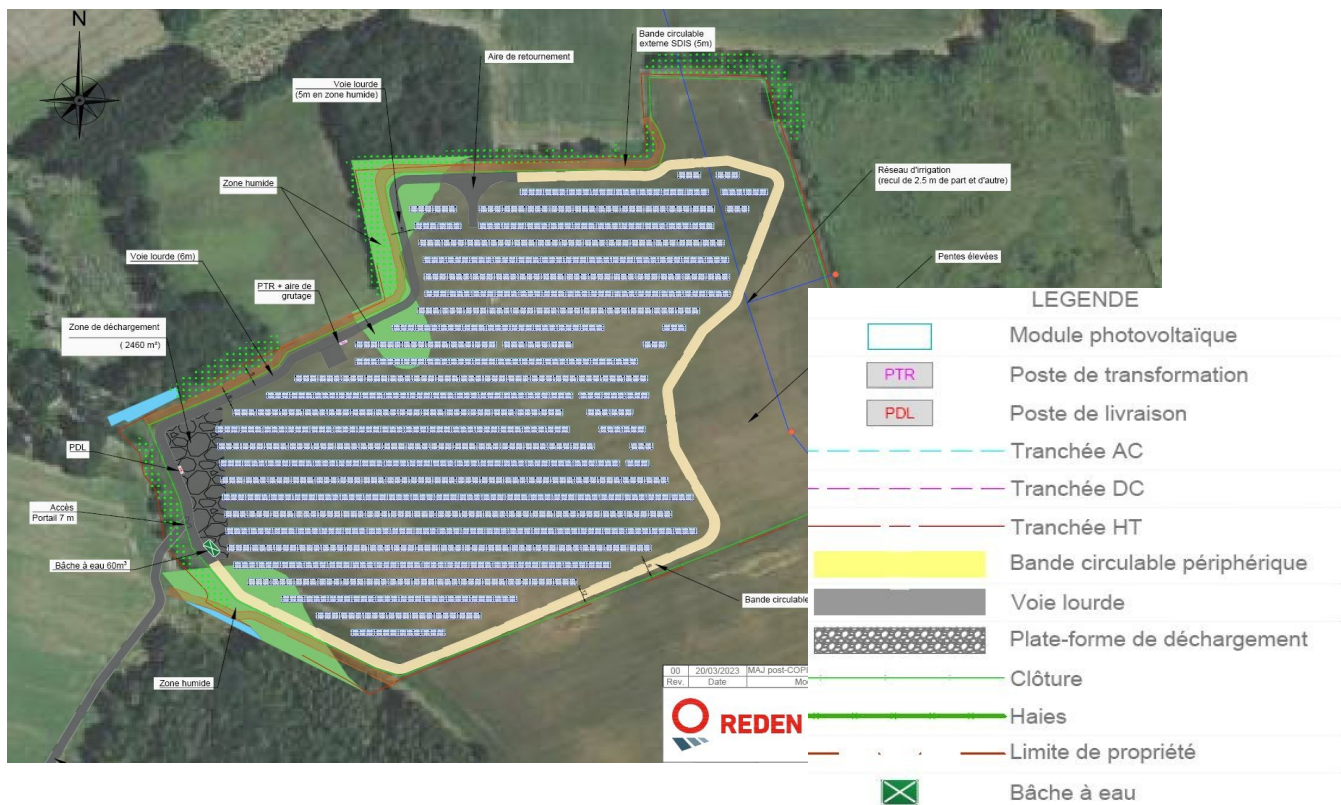 N
Bande circulable
externe SDIS (5m)
Aire de retournement
Voie lourde
(5m en zone humide)
Réseau d'irrigation
(recul de 2.5 m de part et d'autre)
Zone humide
Voie lourde (6m)
Pentes élevées
PTR + aire de
grutage
Zone de déchargement
( 2460 m²)
PDL
Accès
Portail 7 m
Bâche à eau 60m³
Bande circulable
Zone humide
00 20/03/2023 MAJ post-COPI
Rev. Date
REDEN
LEGENDE
Module photovoltaïque
PTR Poste de transformation
PDL Poste de livraison
Tranchée AC
Tranchée DC
Tranchée HT
Bande circulable périphérique
Voie lourde
Plate-forme de déchargement
Clôture
Haies
Limite de propriété
Bâche à eau